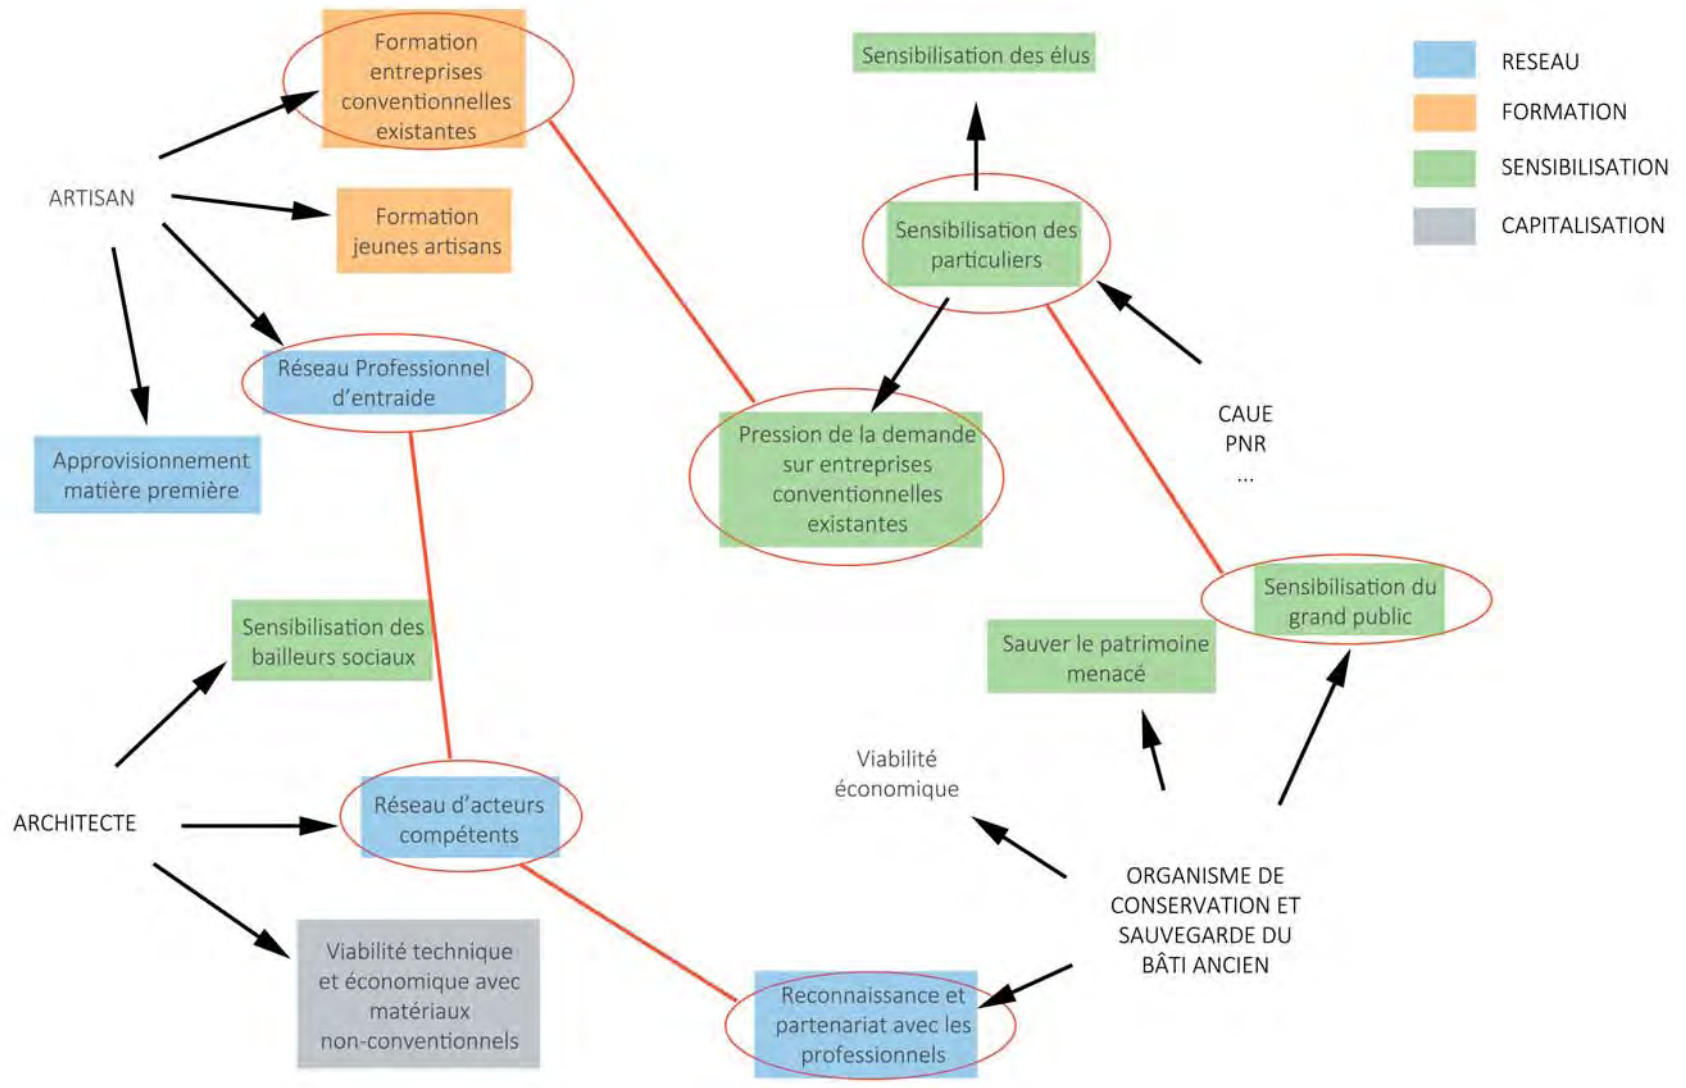 Formation
entreprises
conventionnelles
existantes
Sensibilisation des élus
RESEAU
FORMATION
SENSIBILISATION
CAPITALISATION
ARTISAN
Formation
jeunes artisans
Sensibilisation des
particuliers
Réseau Professionnel
d’entraide
CAUE
PNR
...
Approvisionnement
matière première
Pression de la demande
sur entreprises
conventionnelles
existantes
Sensibilisation du
grand public
Sensibilisation des
bailleurs sociaux
Sauver le patrimoine
menacé
Viabilité
économique
ARCHITECTE
Réseau d’acteurs
compétents
ORGANISME DE
CONSERVATION ET
SAUVEGARDE DU
BÂTI ANCIEN
Viabilité technique
et économique avec
matériaux
non-conventionnels
Reconnaissance et
partenariat avec les
professionnels